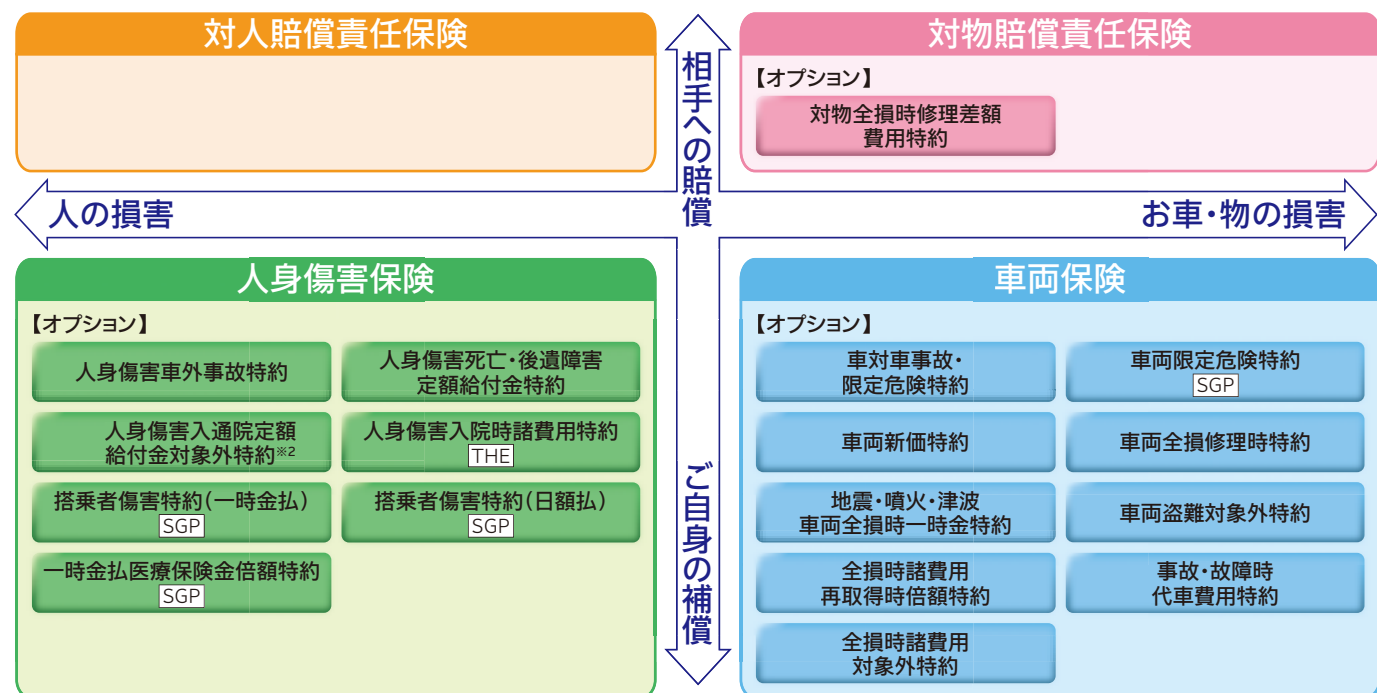 対人賠償責任保険
対物賠償責任保険
【オプション】
対物全損時修理差額
費用特約
相手への賠償
人の損害
お車・物の損害
ご自身の補償
人身傷害保険
【オプション】
人身傷害車外事故特約
人身傷害死亡・後遺障害
定額給付金特約
人身傷害入通院定額
給付金対象外特約※2
人身傷害入院時諸費用特約
THE
搭乗者傷害特約(一時金払)
SGP
搭乗者傷害特約(日額払)
SGP
一時金払医療保険金倍額特約
SGP
車両保険
【オプション】
車対車事故・
限定危険特約
車両限定危険特約
SGP
車両新価特約
車両全損修理時特約
地震・噴火・津波
車両全損時一時金特約
車両盗難対象外特約
全損時諸費用
再取得時倍額特約
事故・故障時
代車費用特約
全損時諸費用
対象外特約